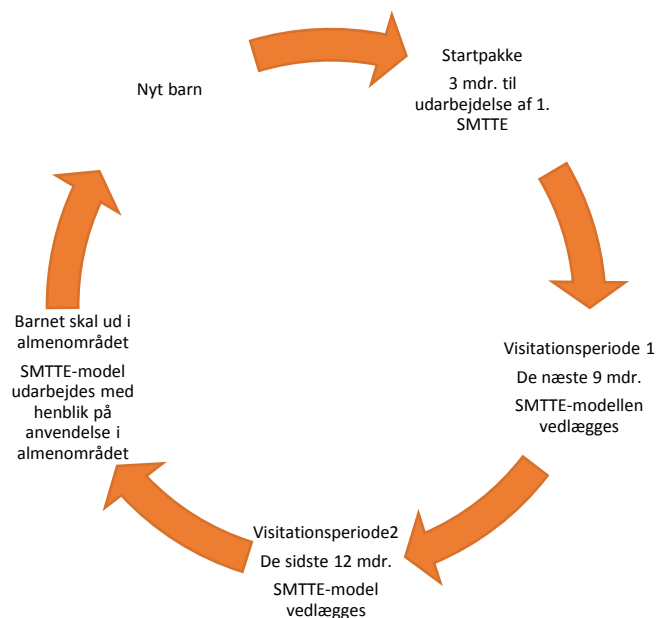 Nyt barn
Startpakke
3 mdr. til
udarbejdelse af 1.
SMTTE
Visitationsperiode 1
De næste 9 mdr.
SMTTE-modellen
vedlægges
Visitationsperiode2
De sidste 12 mdr.
SMTTE-model
vedlægges
Barnet skal ud i
almenområdet
SMTTE-model
udarbejdes med
henblik på
anvendelse i
almenområdet